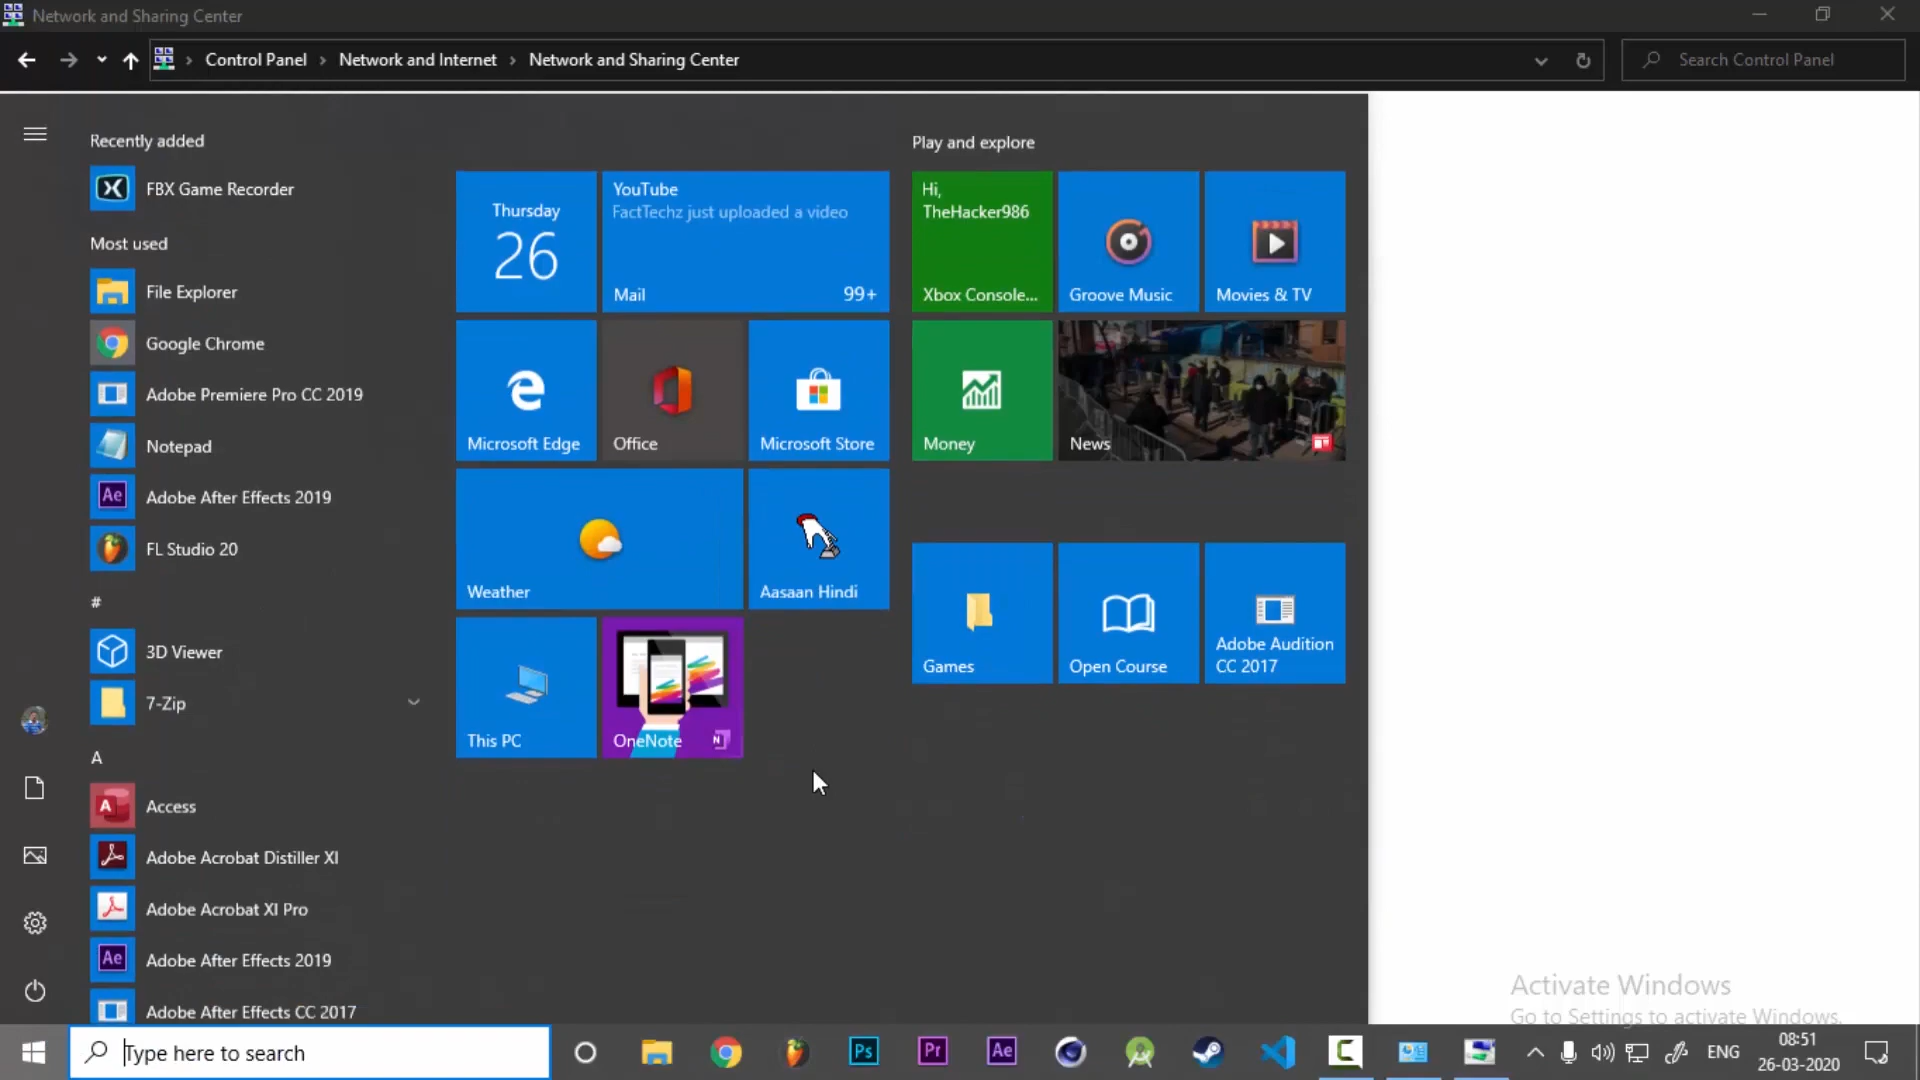 Network and Sharing Center
Control Panel › Network and Internet › Network and Sharing Center
Search Control Panel
Recently added
FBX Game Recorder
Most used
File Explorer
Google Chrome
Adobe Premiere Pro CC 2019
Notepad
Adobe After Effects 2019
FL Studio 20
#
3D Viewer
7-Zip
A
Access
Adobe Acrobat Distiller XI
Adobe Acrobat XI Pro
Adobe After Effects 2019
Adobe After Effects CC 2017
Thursday
26
YouTube
FactTechz just uploaded a video
Mail 99+
Microsoft Edge
Office
Microsoft Store
Weather
Aasaan Hindi
This PC
OneNote
Play and explore
Hi,
TheHacker986
Xbox Console...
Groove Music
Movies & TV
Money
News
Games
Open Course
Adobe Audition
CC 2017
Activate Windows
Go to Settings to activate Windows.
Type here to search
Ps
Pr
Ae
ENG
08:51
26-03-2020